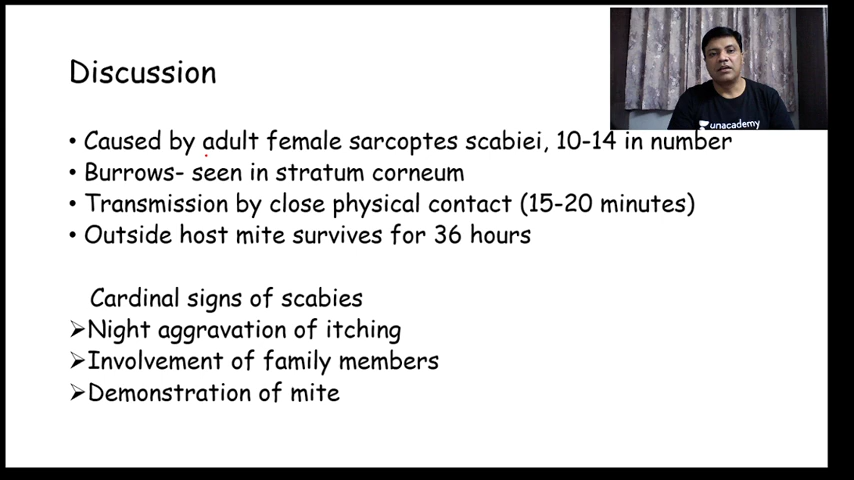 Discussion
unacademy
• Caused by adult female sarcoptes scabiei, 10-14 in number
• Burrows- seen in stratum corneum
• Transmission by close physical contact (15-20 minutes)
• Outside host mite survives for 36 hours
Cardinal signs of scabies
➢Night aggravation of itching
➢Involvement of family members
➢Demonstration of mite